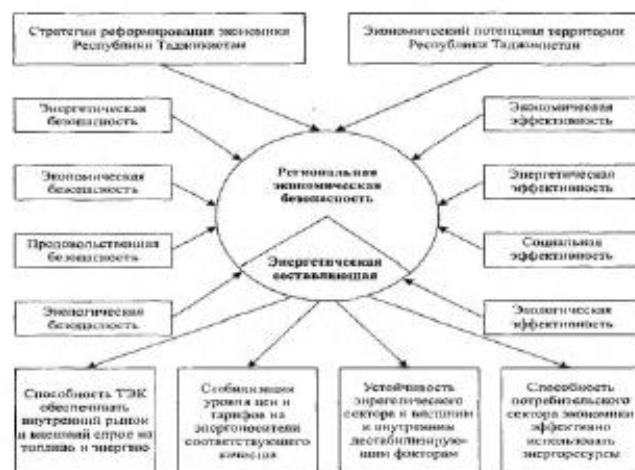 Стратегия реформирования экономики
Республики Таджикистан
Экономический потенциал территории
Республики Таджикистан
Энергетическая
безопасность
Экономическая
эффективность
Региональная
экономическая
безопасность
Экономическая
безопасность
Энергетическая
эффективность
Продовольственная
безопасность
Социальная
эффективность
Энергетическая
составляющая
Экологическая
безопасность
Экологическая
эффективность
Способность ТЭК
обеспечивать
внутренний рынок
и внешний спрос на
топливо и энергию
Стабилизация
уровня цен и
тарифов на
энергоносители
соответствующего
качества
Устойчивость
энергетического
сектора к внешним
и внутренним
дестабилизирую-
щим факторам
Способность
потребительского
сектора экономики
эффективно
использовать
энергоресурсы